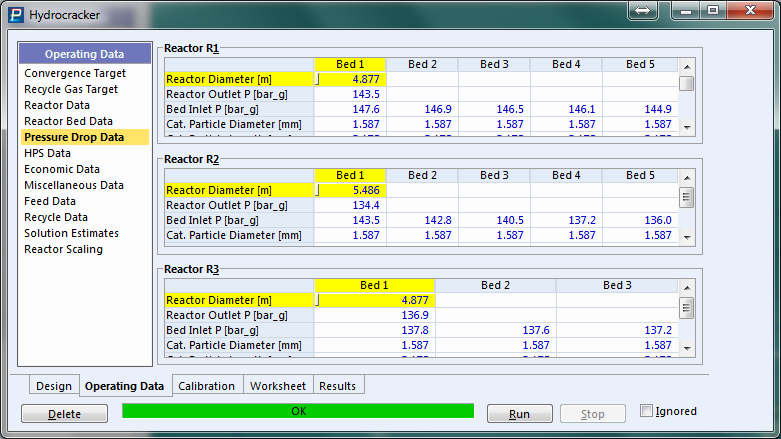 Hydrocracker
Operating Data
Convergence Target
Recycle Gas Target
Reactor Data
Reactor Bed Data
Pressure Drop Data
HPS Data
Economic Data
Miscellaneous Data
Feed Data
Recycle Data
Solution Estimates
Reactor Scaling
Reactor R1
Bed 1 Bed 2 Bed 3 Bed 4 Bed 5
Reactor Diameter [m] 4.877
Reactor Outlet P [bar_g] 143.5
Bed Inlet P [bar_g] 147.6 146.9 146.5 146.1 144.9
Cat. Particle Diameter [mm] 1.587 1.587 1.587 1.587 1.587
Reactor R2
Bed 1 Bed 2 Bed 3 Bed 4 Bed 5
Reactor Diameter [m] 5.486
Reactor Outlet P [bar_g] 134.4
Bed Inlet P [bar_g] 143.5 142.8 140.5 137.2 136.0
Cat. Particle Diameter [mm] 1.587 1.587 1.587 1.587 1.587
Reactor R3
Bed 1 Bed 2 Bed 3
Reactor Diameter [m] 4.877
Reactor Outlet P [bar_g] 136.9
Bed Inlet P [bar_g] 137.8 137.6 137.2
Cat. Particle Diameter [mm] 1.587 1.587 1.587
Design Operating Data Calibration Worksheet Results
Delete OK Run Stop Ignored